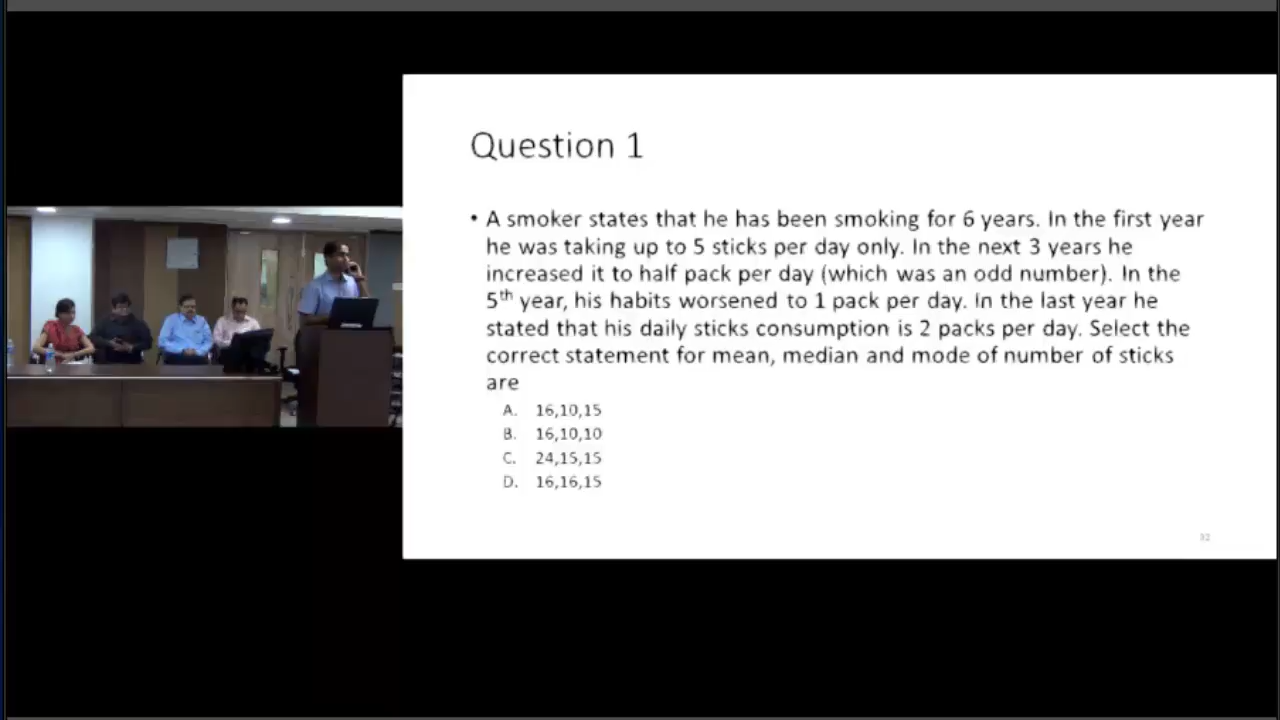 Question 1
• A smoker states that he has been smoking for 6 years. In the first year
he was taking up to 5 sticks per day only. In the next 3 years he
increased it to half pack per day (which was an odd number). In the
5th year, his habits worsened to 1 pack per day. In the last year he
stated that his daily sticks consumption is 2 packs per day. Select the
correct statement for mean, median and mode of number of sticks
are
A. 16,10,15
B. 16,10,10
C. 24,15,15
D. 16,16,15
32